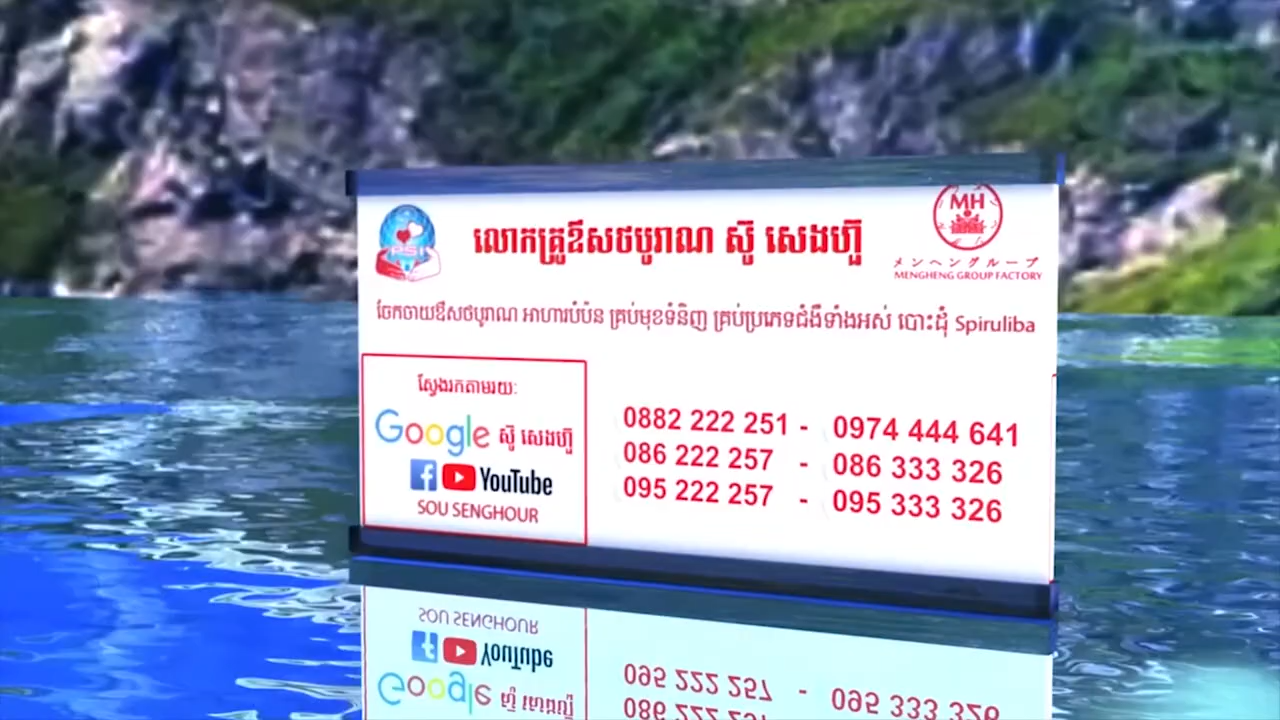 លោកគ្រូឱសថបូរាណ ស៊ូ សេងហ៊ួ
MH
メンヘングループ
MENGHENG GROUP FACTORY
ចែកចាយឱសថបូរាណ អាហារបំប៉ន គ្រប់មុខទំនិញ គ្រប់ប្រភេទជំងឺទាំងអស់ បោះដុំ Spiruliba
ស្វែងរកតាមរយៈ
Google ស៊ូ សេងហ៊ួ
f YouTube
SOU SENGHOUR
0882 222 251 - 0974 444 641
086 222 257 - 086 333 326
095 222 257 - 095 333 326